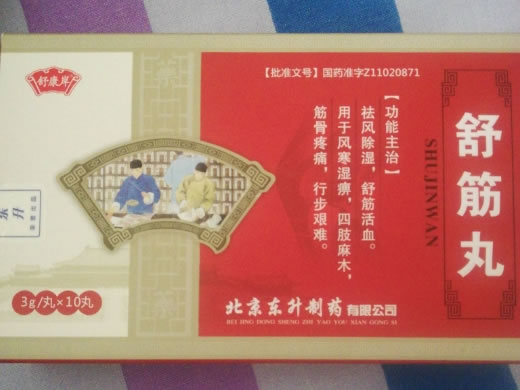 舒康岸
【批准文号】国药准字Z11020871
舒筋丸
SHUJINWAN
【功能主治】
祛风除湿，舒筋活血。
用于风寒湿痹，四肢麻木，
筋骨疼痛，行步艰难。
东升
3g/丸×10丸
北京东升制药有限公司
BEI JING DONG SHENG ZHI YAO YOU XIAN GONG SI